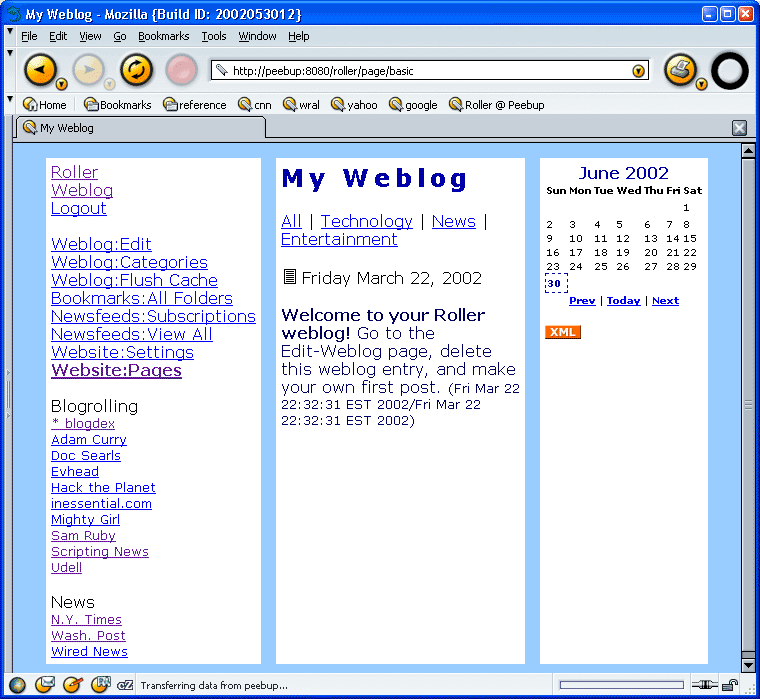 My Weblog - Mozilla {Build ID: 2002053012}
File Edit View Go Bookmarks Tools Window Help
http://peebup:8080/roller/page/basic
Home Bookmarks reference cnn wral yahoo google Roller @ Peebup
My Weblog
Roller
Weblog
Logout
Weblog:Edit
Weblog:Categories
Weblog:Flush Cache
Bookmarks:All Folders
Newsfeeds:Subscriptions
Newsfeeds:View All
Website:Settings
Website:Pages
Blogrolling
* blogdex
Adam Curry
Doc Searls
Evhead
Hack the Planet
inessential.com
Mighty Girl
Sam Ruby
Scripting News
Udell
News
N.Y. Times
Wash. Post
Wired News
My Weblog
All | Technology | News |
Entertainment
Friday March 22, 2002
Welcome to your Roller
weblog! Go to the
Edit-Weblog page, delete
this weblog entry, and make
your own first post. (Fri Mar 22
22:32:31 EST 2002/Fri Mar 22
22:32:31 EST 2002)
June 2002
Sun Mon Tue Wed Thu Fri Sat
1
2 3 4 5 6 7 8
9 10 11 12 13 14 15
16 17 18 19 20 21 22
23 24 25 26 27 28 29
30
Prev | Today | Next
XML
Transferring data from peebup...